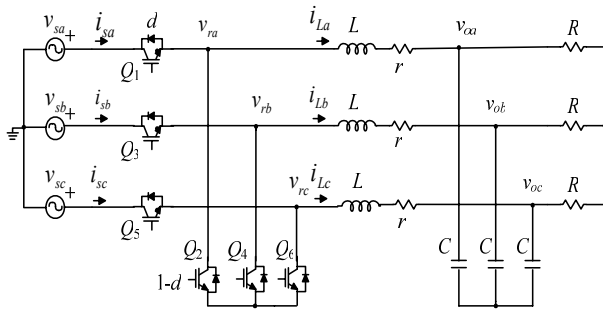 v_sa + i_sa d v_ra i_La L r v_oa R
Q_1
v_sb + i_sb v_rb i_Lb L r v_ob R
Q_3
v_sc + i_sc v_rc i_Lc L r v_oc R
Q_5
Q_2 Q_4 Q_6 C C C
1-d